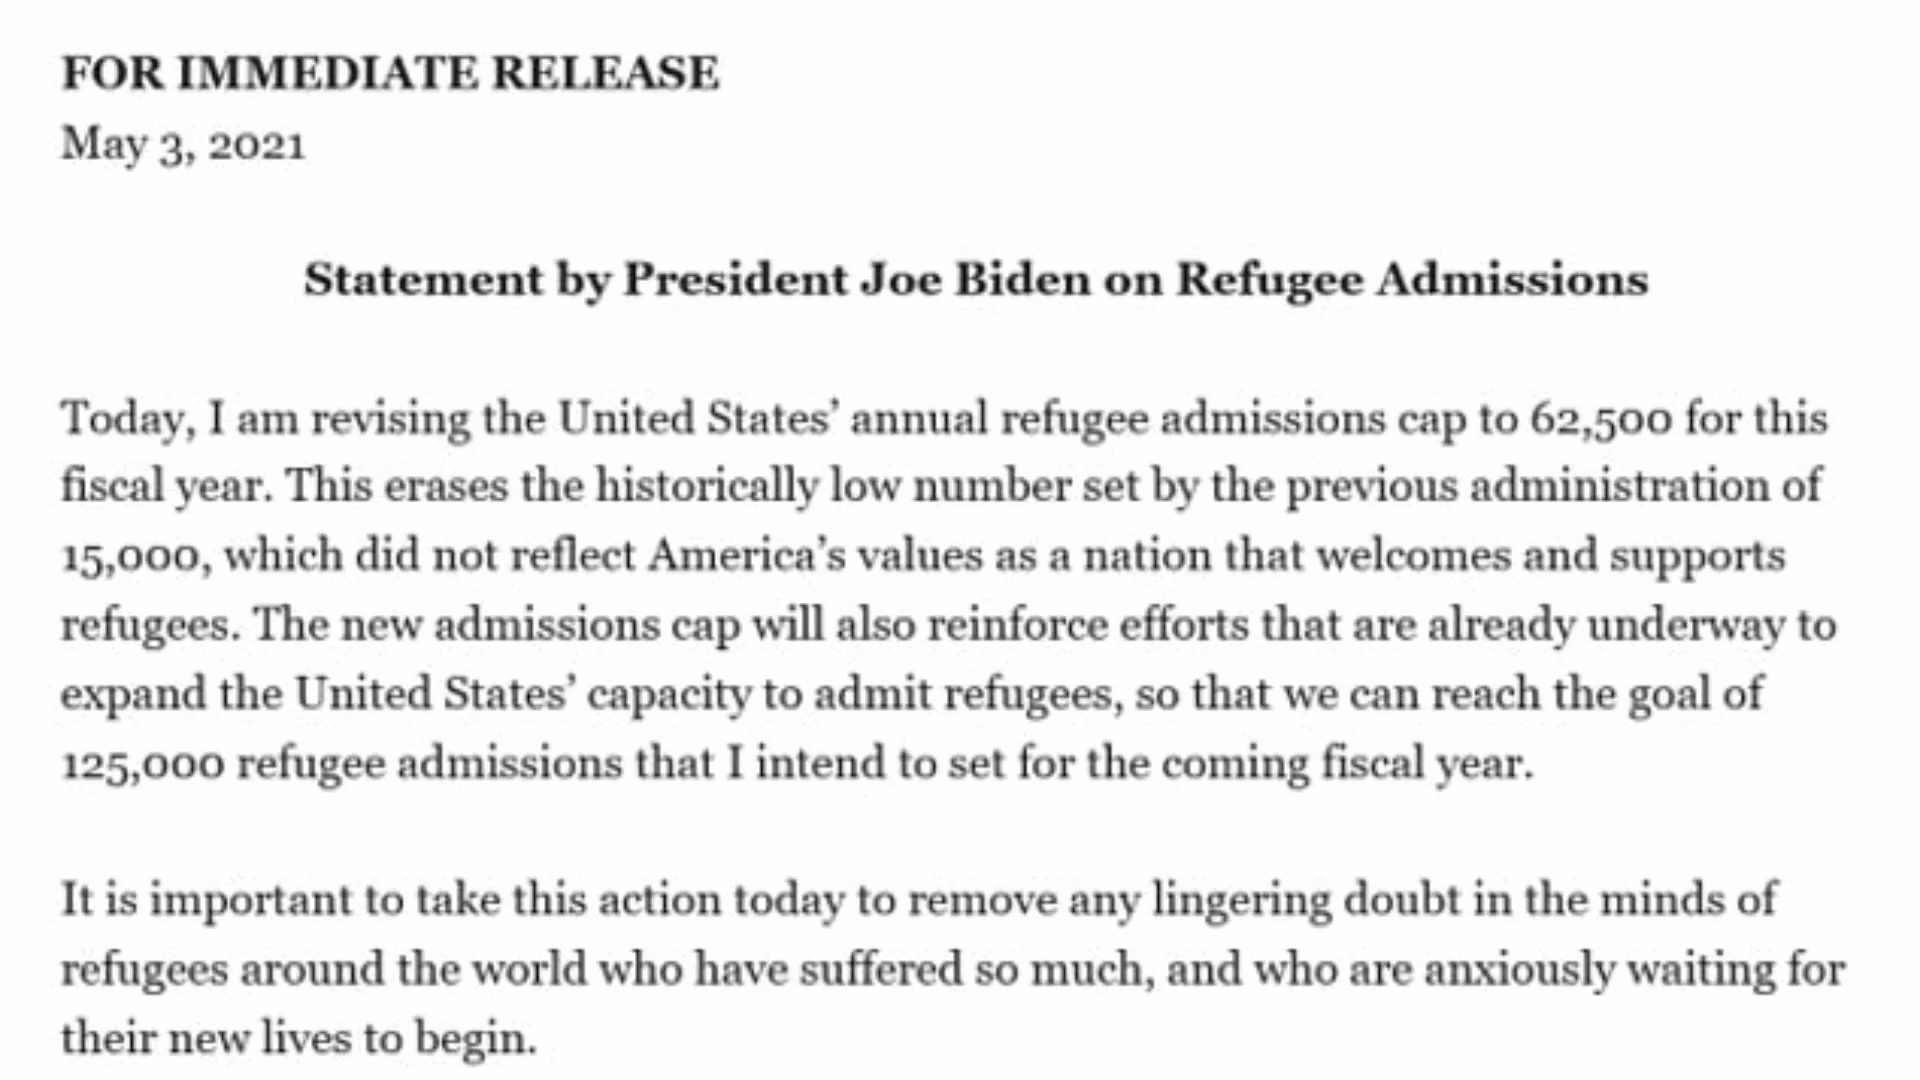 FOR IMMEDIATE RELEASE
May 3, 2021
Statement by President Joe Biden on Refugee Admissions
Today, I am revising the United States’ annual refugee admissions cap to 62,500 for this
fiscal year. This erases the historically low number set by the previous administration of
15,000, which did not reflect America’s values as a nation that welcomes and supports
refugees. The new admissions cap will also reinforce efforts that are already underway to
expand the United States’ capacity to admit refugees, so that we can reach the goal of
125,000 refugee admissions that I intend to set for the coming fiscal year.
It is important to take this action today to remove any lingering doubt in the minds of
refugees around the world who have suffered so much, and who are anxiously waiting for
their new lives to begin.